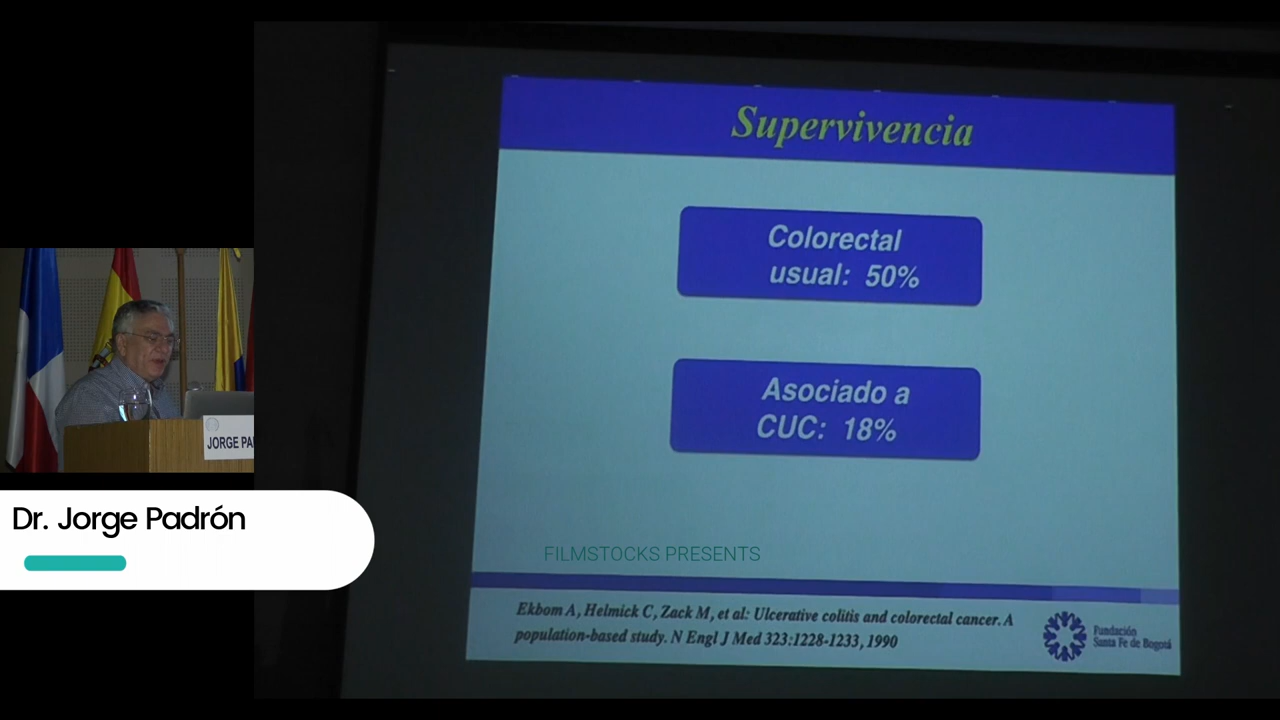 Supervivencia
Colorectal
usual: 50%
Asociado a
CUC: 18%
FILMSTOCKS PRESENTS
Ekbom A, Helmick C, Zack M, et al: Ulcerative colitis and colorectal cancer. A
population-based study. N Engl J Med 323:1228-1233, 1990
Fundación
Santa Fe de Bogotá
JORGE PA
Dr. Jorge Padrón